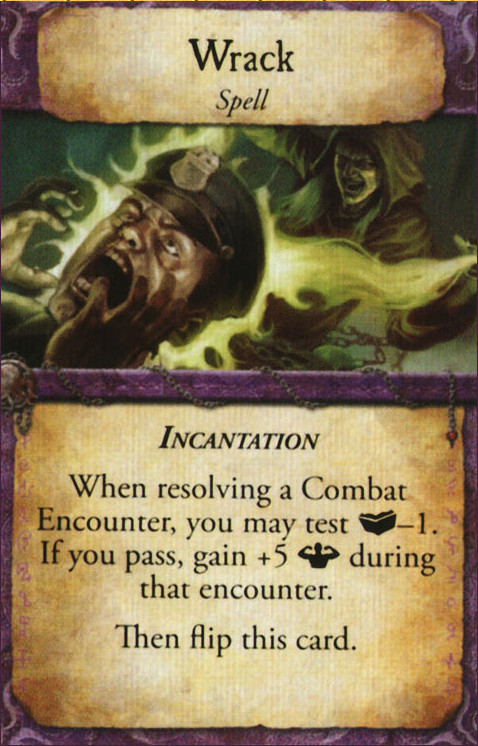 Wrack
Spell
INCANTATION
When resolving a Combat
Encounter, you may test –1.
If you pass, gain +5 during
that encounter.
Then flip this card.